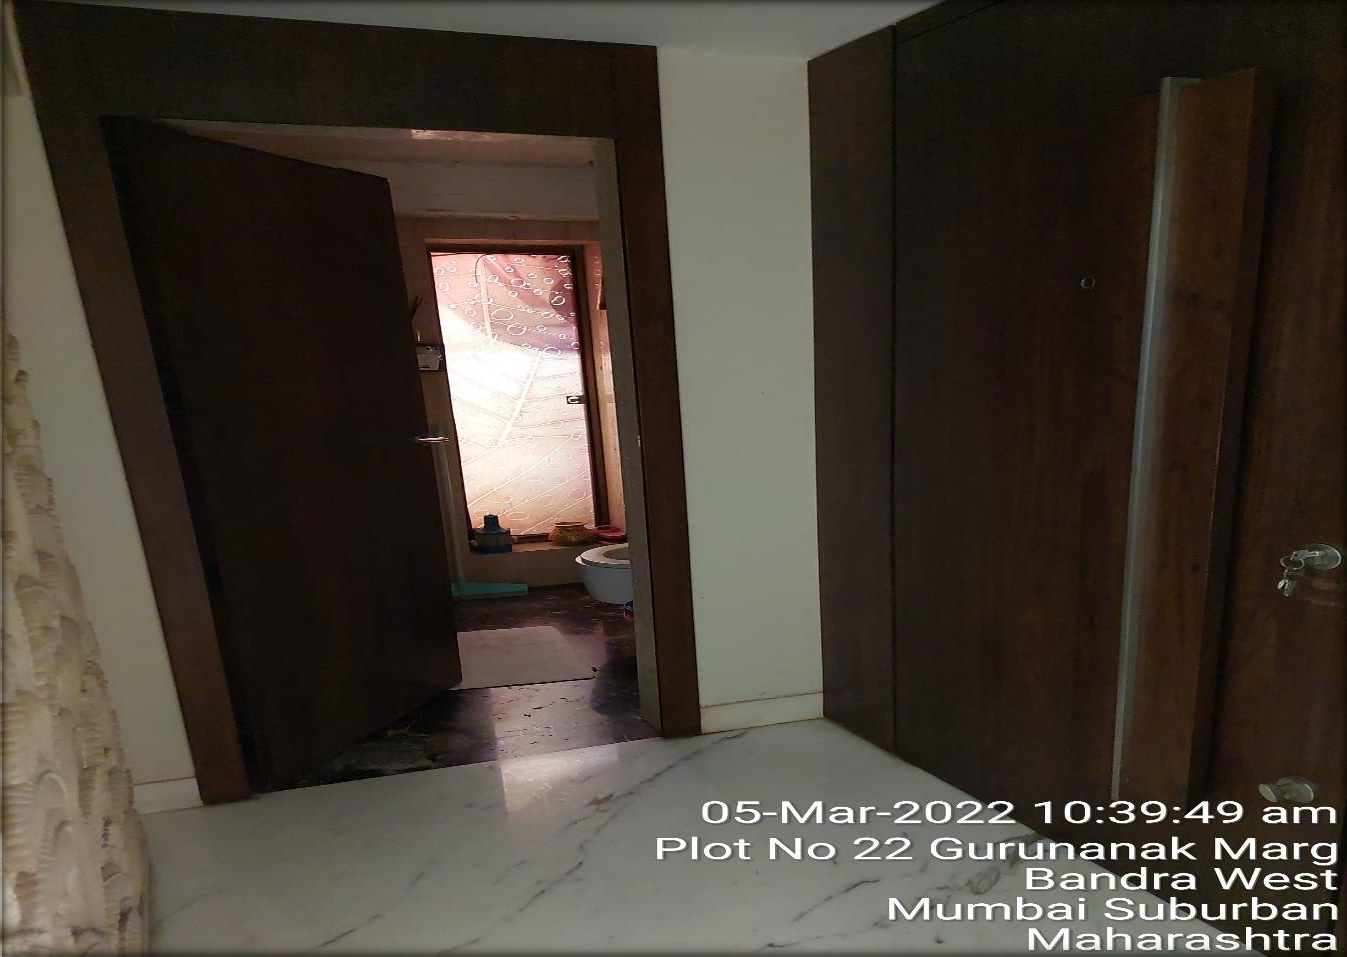 05-Mar-2022 10:39:49 am
Plot No 22 Gurunanak Marg
Bandra West
Mumbai Suburban
Maharashtra